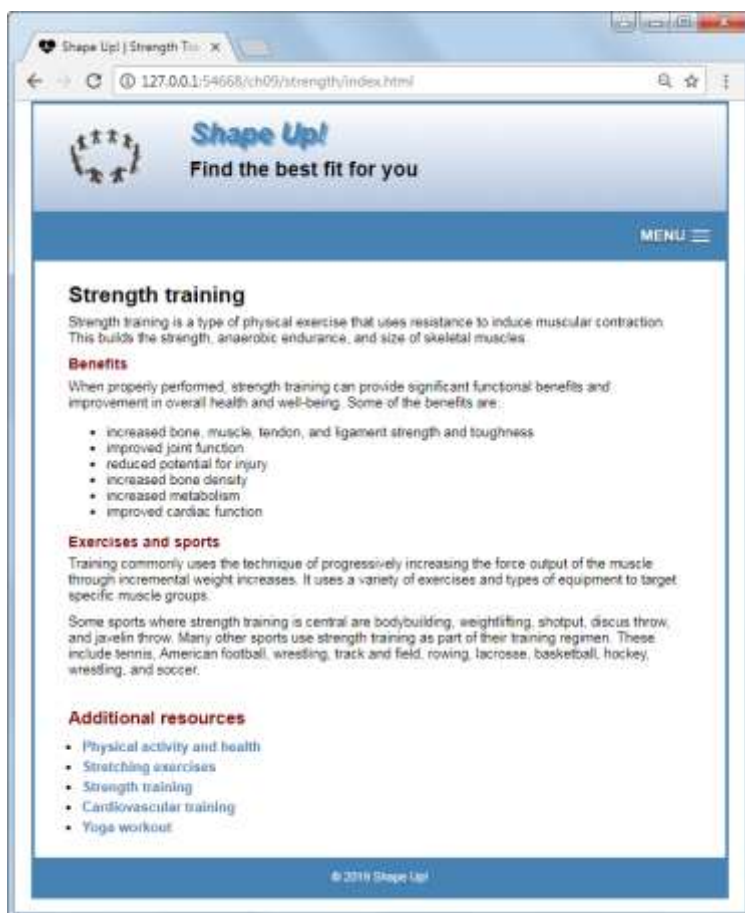 Shape Up! | Strength Tra
127.0.0.1:54668/ch09/strength/index.html
Shape Up!
Find the best fit for you
MENU
Strength training
Strength training is a type of physical exercise that uses resistance to induce muscular contraction.
This builds the strength, anaerobic endurance, and size of skeletal muscles.
Benefits
When properly performed, strength training can provide significant functional benefits and
improvement in overall health and well-being. Some of the benefits are:
• increased bone, muscle, tendon, and ligament strength and toughness
• improved joint function
• reduced potential for injury
• increased bone density
• increased metabolism
• improved cardiac function
Exercises and sports
Training commonly uses the technique of progressively increasing the force output of the muscle
through incremental weight increases. It uses a variety of exercises and types of equipment to target
specific muscle groups.
Some sports where strength training is central are bodybuilding, weightlifting, shotput, discus throw,
and javelin throw. Many other sports use strength training as part of their training regimen. These
include tennis, American football, wrestling, track and field, rowing, lacrosse, basketball, hockey,
wrestling, and soccer.
Additional resources
• Physical activity and health
• Stretching exercises
• Strength training
• Cardiovascular training
• Yoga workout
© 2018 Shape Up!